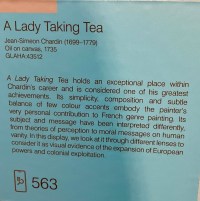 A Lady Taking Tea
Jean-Simeon Chardin (1699–1779)
Oil on canvas, 1735
GLAHA:43512
A Lady Taking Tea holds an exceptional place within
Chardin's career and is considered one of his greatest
achievements. Its simplicity, composition and subtle
balance of few colour accents embody the painter's
very personal contribution to French genre painting. Its
subject and message have been interpreted differently,
from theories of perception to moral messages on human
vanity. In this display, we look at it through different lenses to
consider it as visual evidence of the expansion of European
powers and colonial exploitation.
563